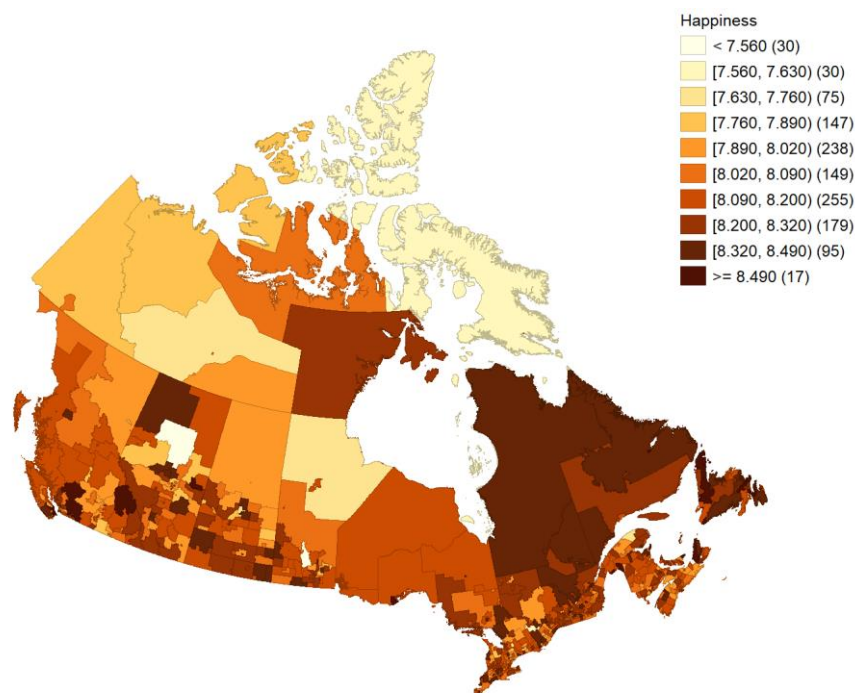 Happiness
< 7.560 (30)
[7.560, 7.630) (30)
[7.630, 7.760) (75)
[7.760, 7.890) (147)
[7.890, 8.020) (238)
[8.020, 8.090) (149)
[8.090, 8.200) (255)
[8.200, 8.320) (179)
[8.320, 8.490) (95)
>= 8.490 (17)